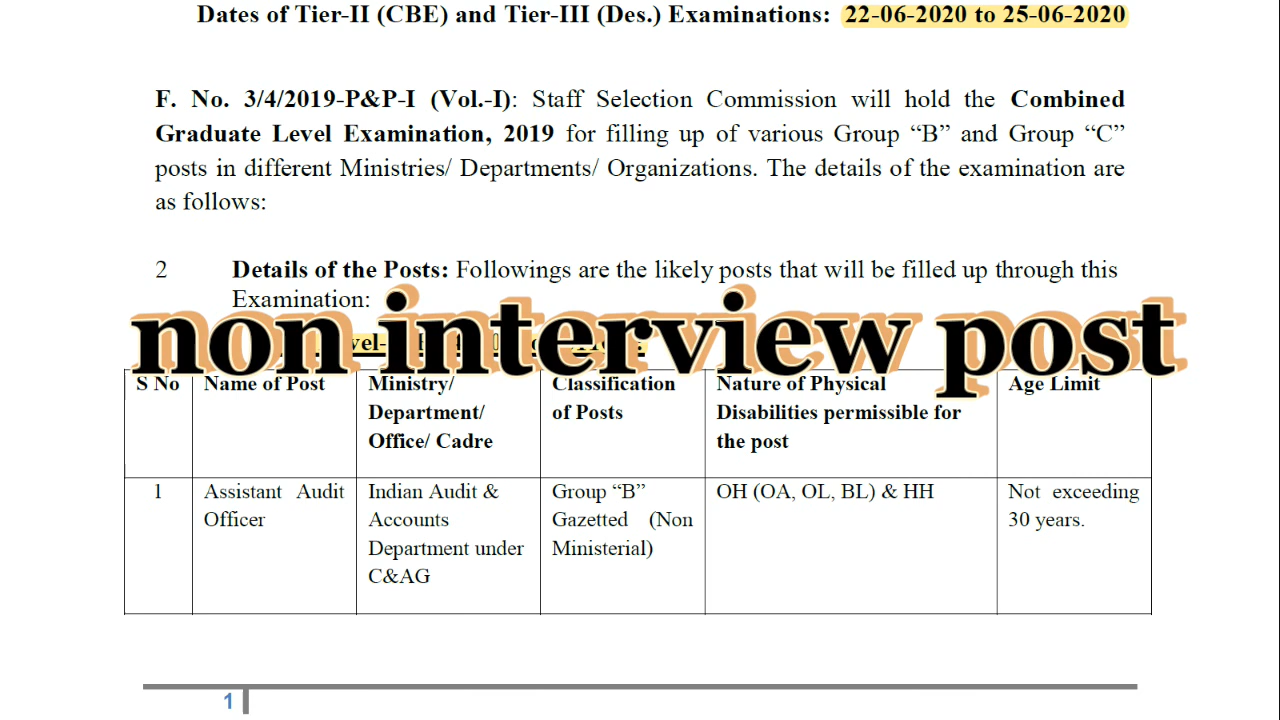 Dates of Tier-II (CBE) and Tier-III (Des.) Examinations: 22-06-2020 to 25-06-2020
F. No. 3/4/2019-P&P-I (Vol.-I): Staff Selection Commission will hold the Combined
Graduate Level Examination, 2019 for filling up of various Group “B” and Group “C”
posts in different Ministries/ Departments/ Organizations. The details of the examination are
as follows:
2 Details of the Posts: Followings are the likely posts that will be filled up through this
Examination:
non interview post
S No Name of Post Ministry/ Department/ Office/ Cadre Classification of Posts Nature of Physical Disabilities permissible for the post Age Limit
1 Assistant Audit Officer Indian Audit & Accounts Department under C&AG Group “B” Gazetted (Non Ministerial) OH (OA, OL, BL) & HH Not exceeding 30 years.
1